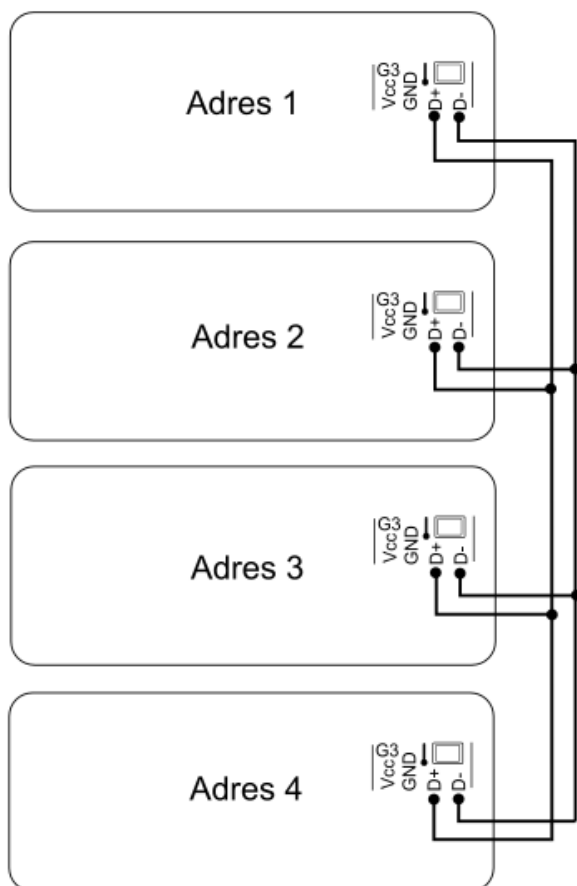 G3
Vcc
GND
D+
D-
Adres 1
G3
Vcc
GND
D+
D-
Adres 2
G3
Vcc
GND
D+
D-
Adres 3
G3
Vcc
GND
D+
D-
Adres 4